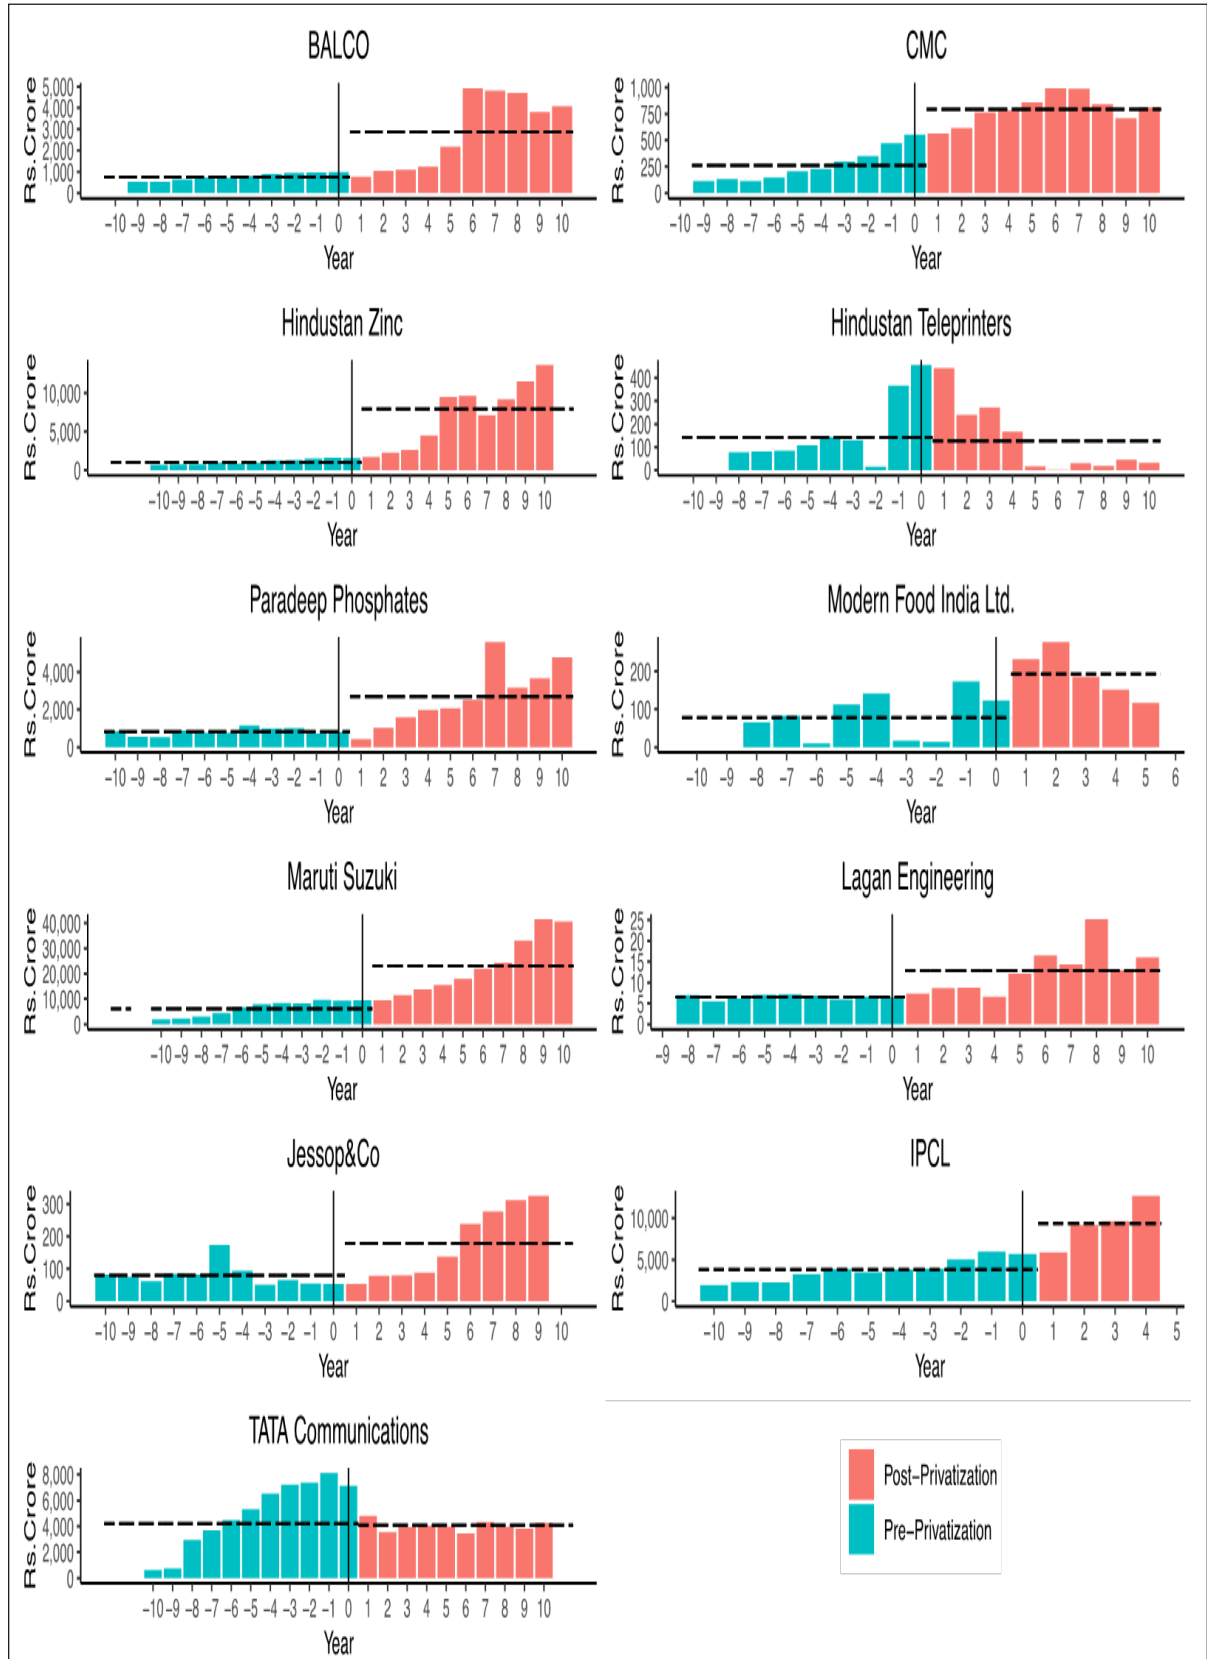 BALCO
Rs.Crore
5,000
4,000
3,000
2,000
1,000
0
−10 −9 −8 −7 −6 −5 −4 −3 −2 −1 0 1 2 3 4 5 6 7 8 9 10
Year
CMC
Rs.Crore
1,000
750
500
250
0
−10 −9 −8 −7 −6 −5 −4 −3 −2 −1 0 1 2 3 4 5 6 7 8 9 10
Year
Hindustan Zinc
Rs.Crore
10,000
5,000
0
−10 −9 −8 −7 −6 −5 −4 −3 −2 −1 0 1 2 3 4 5 6 7 8 9 10
Year
Hindustan Teleprinters
Rs.Crore
400
300
200
100
0
−10 −9 −8 −7 −6 −5 −4 −3 −2 −1 0 1 2 3 4 5 6 7 8 9 10
Year
Paradeep Phosphates
Rs.Crore
4,000
2,000
0
−10 −9 −8 −7 −6 −5 −4 −3 −2 −1 0 1 2 3 4 5 6 7 8 9 10
Year
Modern Food India Ltd.
Rs.Crore
200
100
0
−10 −9 −8 −7 −6 −5 −4 −3 −2 −1 0 1 2 3 4 5 6
Year
Maruti Suzuki
Rs.Crore
40,000
30,000
20,000
10,000
0
−10 −9 −8 −7 −6 −5 −4 −3 −2 −1 0 1 2 3 4 5 6 7 8 9 10
Year
Lagan Engineering
Rs.Crore
25
20
15
10
5
0
−9 −8 −7 −6 −5 −4 −3 −2 −1 0 1 2 3 4 5 6 7 8 9 10
Year
Jessop&Co
Rs.Crore
300
200
100
0
−10 −9 −8 −7 −6 −5 −4 −3 −2 −1 0 1 2 3 4 5 6 7 8 9 10
Year
IPCL
Rs.Crore
10,000
5,000
0
−10 −9 −8 −7 −6 −5 −4 −3 −2 −1 0 1 2 3 4 5
Year
TATA Communications
Rs.Crore
8,000
6,000
4,000
2,000
0
−10 −9 −8 −7 −6 −5 −4 −3 −2 −1 0 1 2 3 4 5 6 7 8 9 10
Year
Post−Privatization
Pre−Privatization